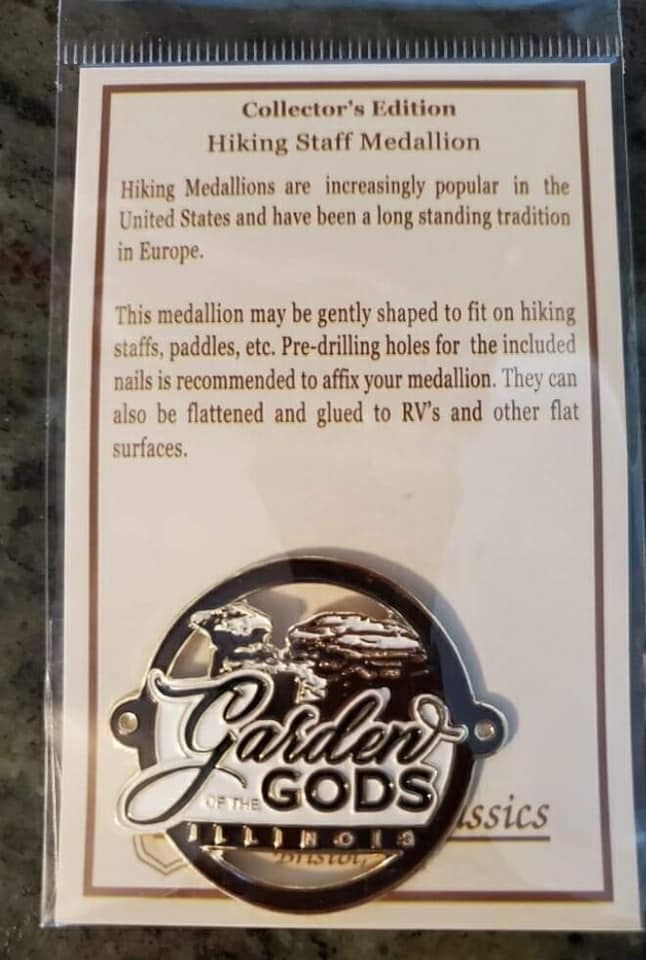 Collector's Edition
Hiking Staff Medallion
Hiking Medallions are increasingly popular in the
United States and have been a long standing tradition
in Europe.
This medallion may be gently shaped to fit on hiking
staffs, paddles, etc. Pre-drilling holes for the included
nails is recommended to affix your medallion. They can
also be flattened and glued to RV's and other flat
surfaces.
Garden
OF THE GODS
ILLINOIS
ssics
Bristol,